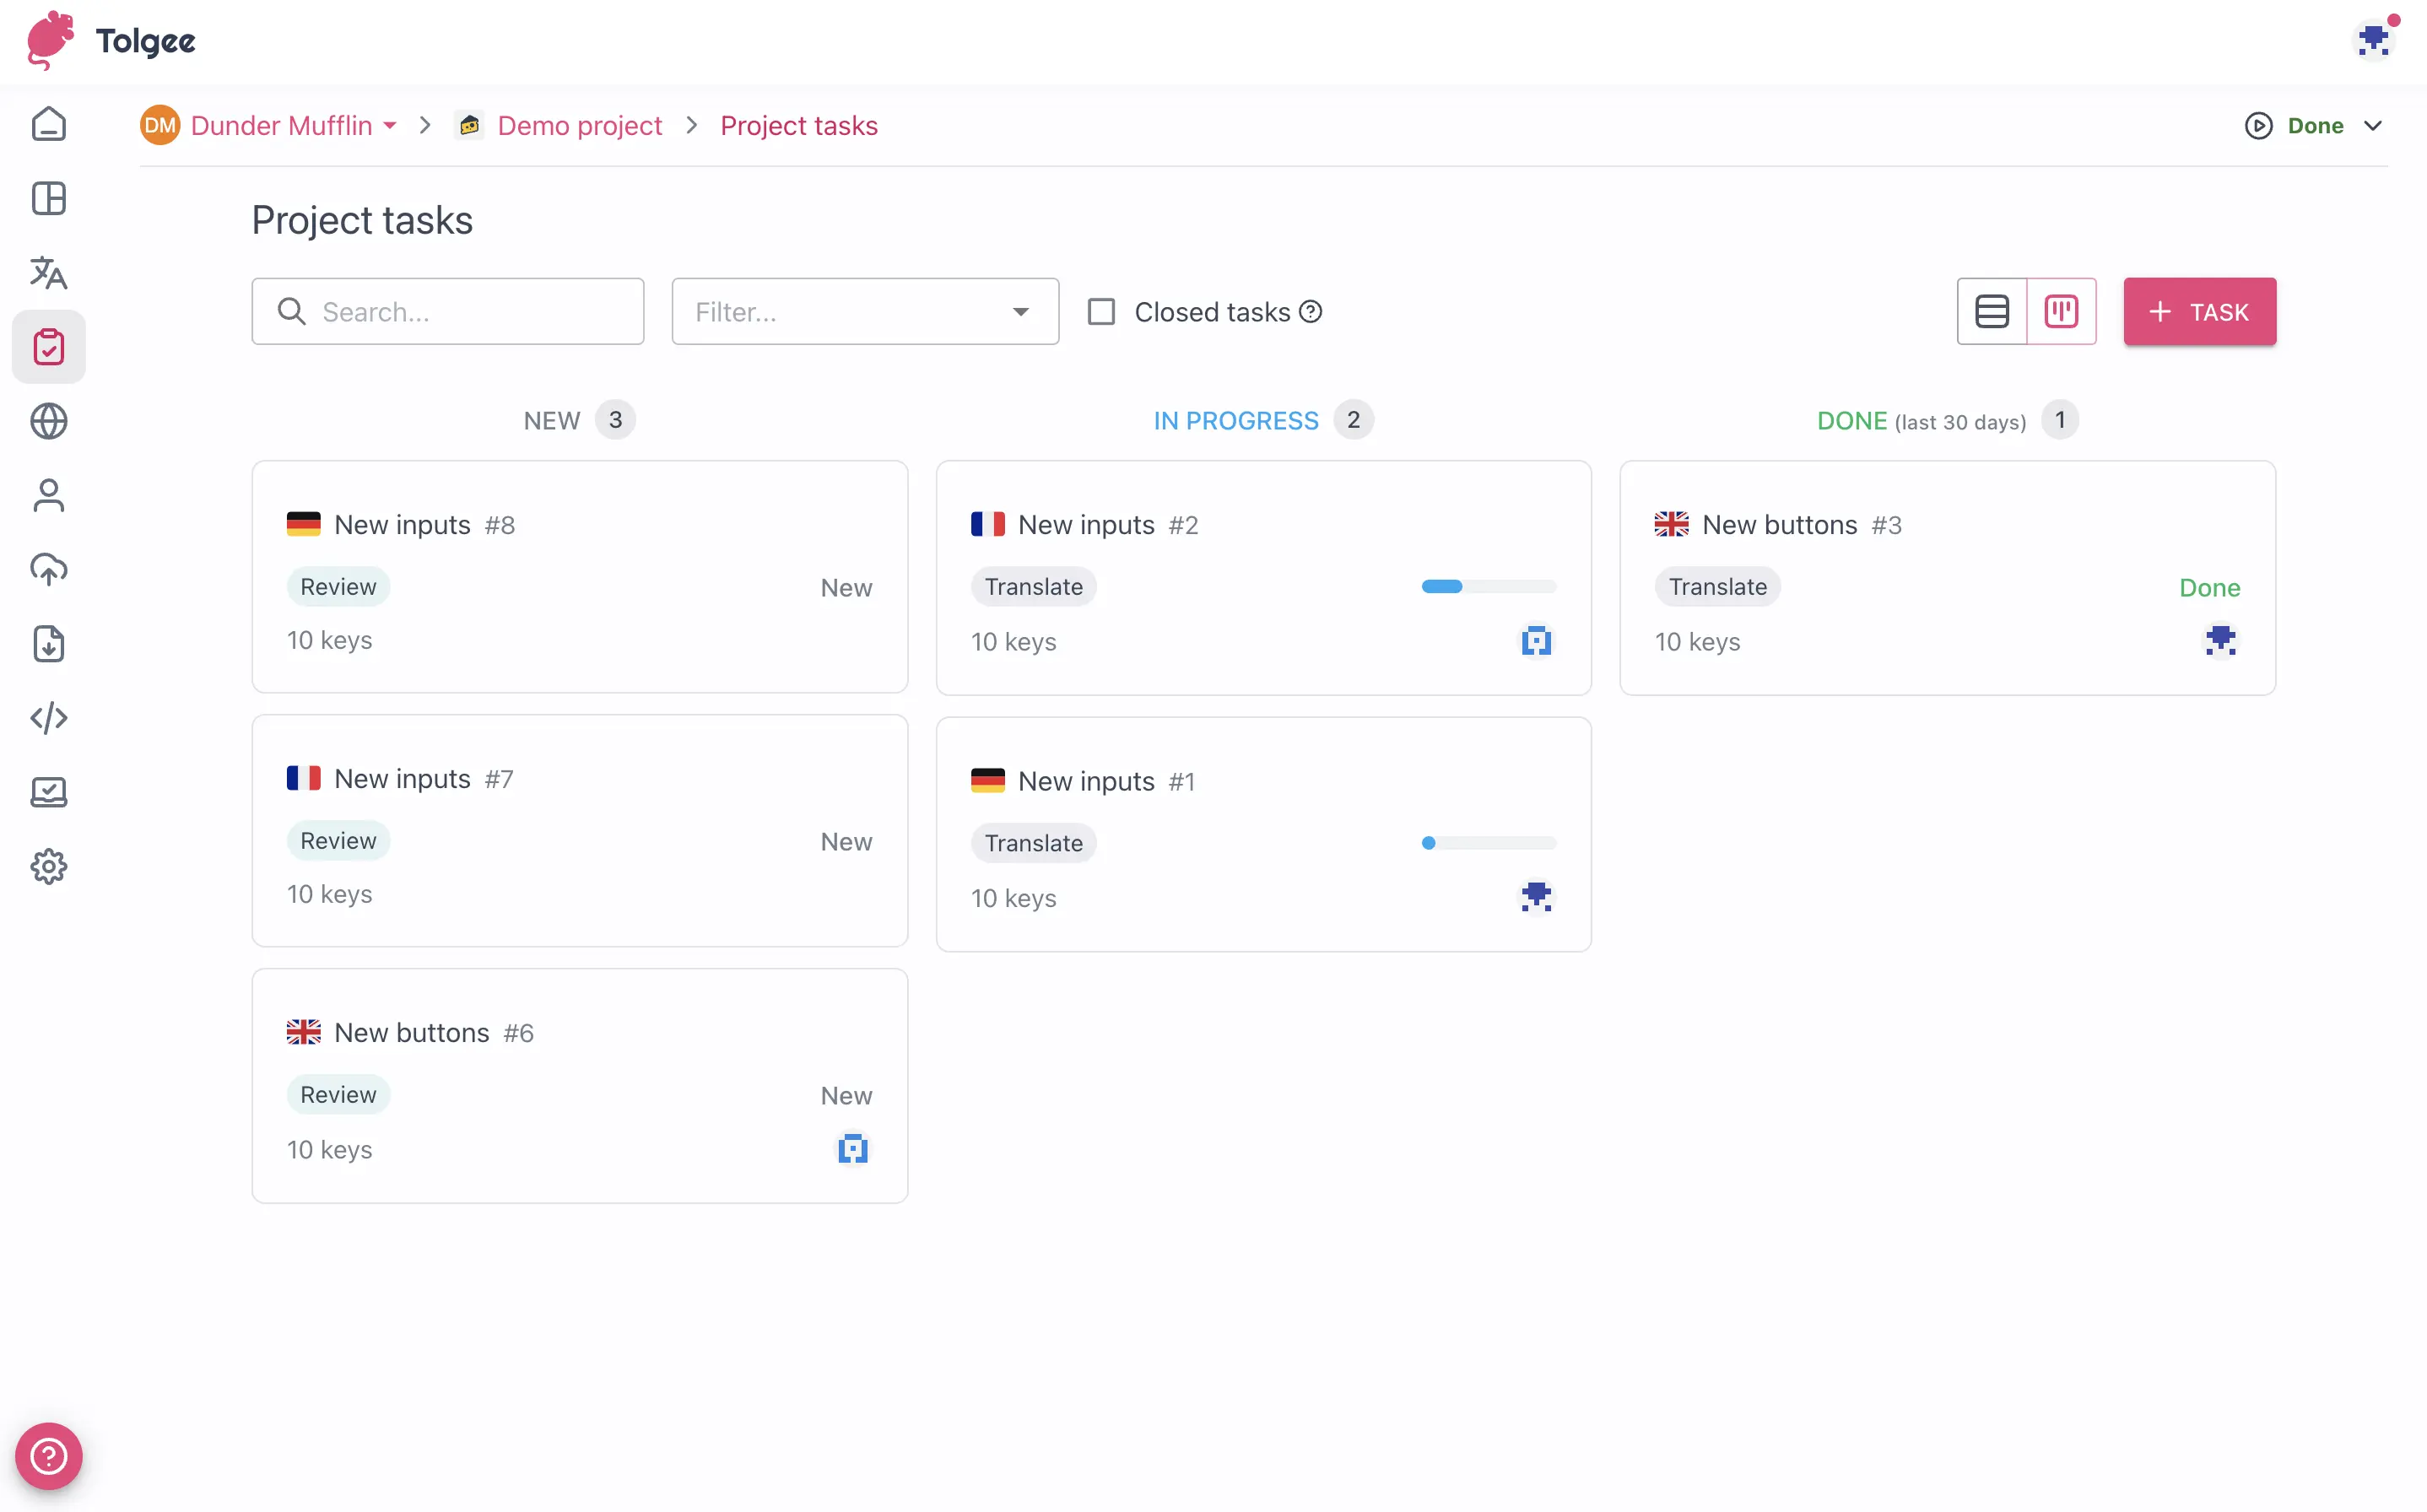 Tolgee
DM Dunder Mufflin Demo project Project tasks Done
Project tasks
Search... Filter... Closed tasks TASK
NEW 3
New inputs #8
Review New
10 keys
New inputs #7
Review New
10 keys
New buttons #6
Review New
10 keys
IN PROGRESS 2
New inputs #2
Translate
10 keys
New inputs #1
Translate
10 keys
DONE (last 30 days) 1
New buttons #3
Translate Done
10 keys